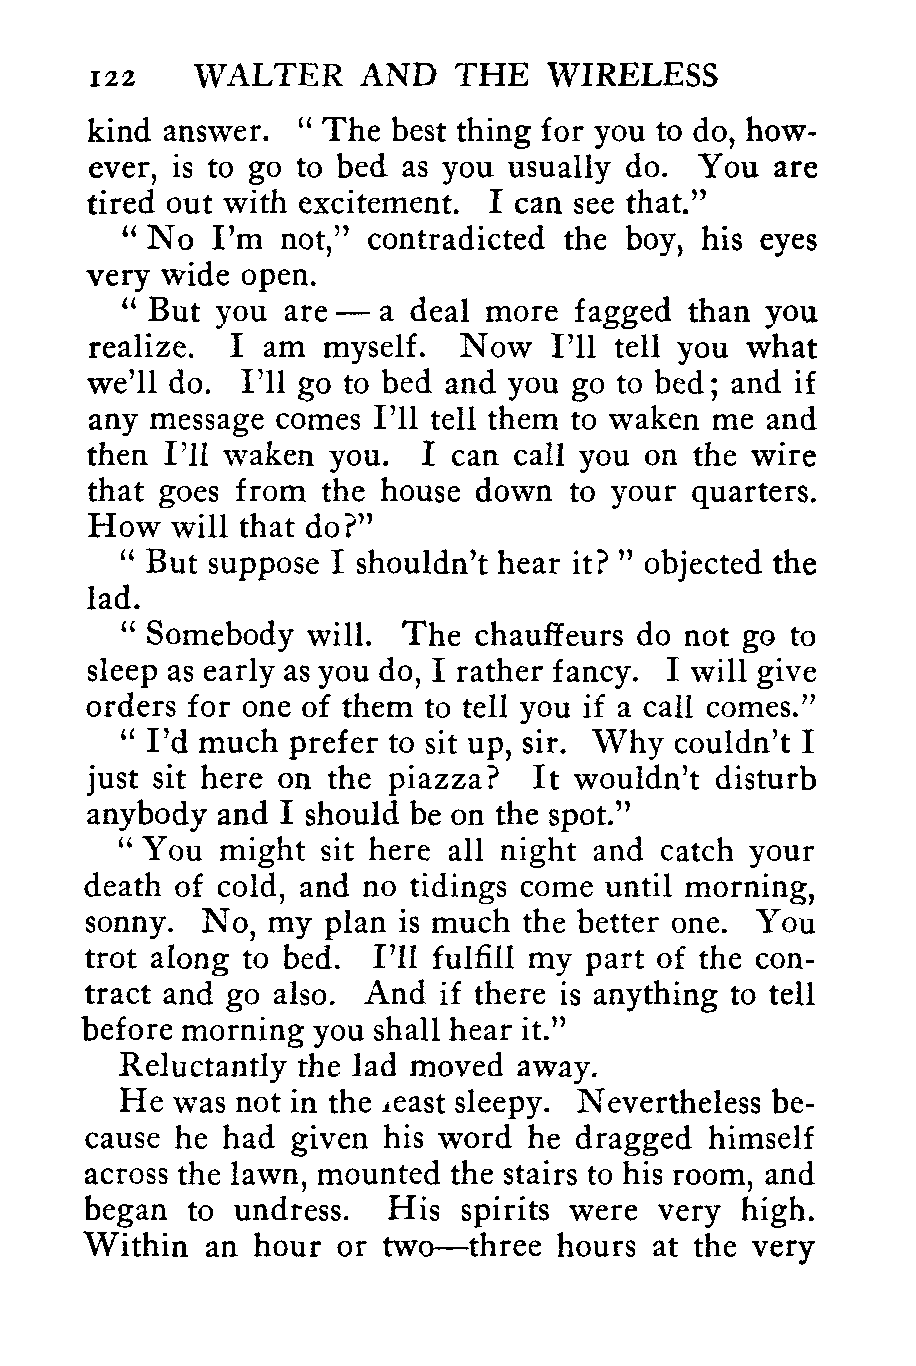 122 WALTER AND THE WIRELESS
kind answer. “ The best thing for you to do, how-
ever, is to go to bed as you usually do. You are
tired out with excitement. I can see that.”
“ No I’m not,” contradicted the boy, his eyes
very wide open.
“ But you are — a deal more fagged than you
realize. I am myself. Now I’ll tell you what
we’ll do. I’ll go to bed and you go to bed; and if
any message comes I’ll tell them to waken me and
then I’ll waken you. I can call you on the wire
that goes from the house down to your quarters.
How will that do?”
“ But suppose I shouldn’t hear it? ” objected the
lad.
“ Somebody will. The chauffeurs do not go to
sleep as early as you do, I rather fancy. I will give
orders for one of them to tell you if a call comes.”
“ I’d much prefer to sit up, sir. Why couldn’t I
just sit here on the piazza? It wouldn’t disturb
anybody and I should be on the spot.”
“ You might sit here all night and catch your
death of cold, and no tidings come until morning,
sonny. No, my plan is much the better one. You
trot along to bed. I’ll fulfill my part of the con-
tract and go also. And if there is anything to tell
before morning you shall hear it.”
Reluctantly the lad moved away.
He was not in the least sleepy. Nevertheless be-
cause he had given his word he dragged himself
across the lawn, mounted the stairs to his room, and
began to undress. His spirits were very high.
Within an hour or two—three hours at the very